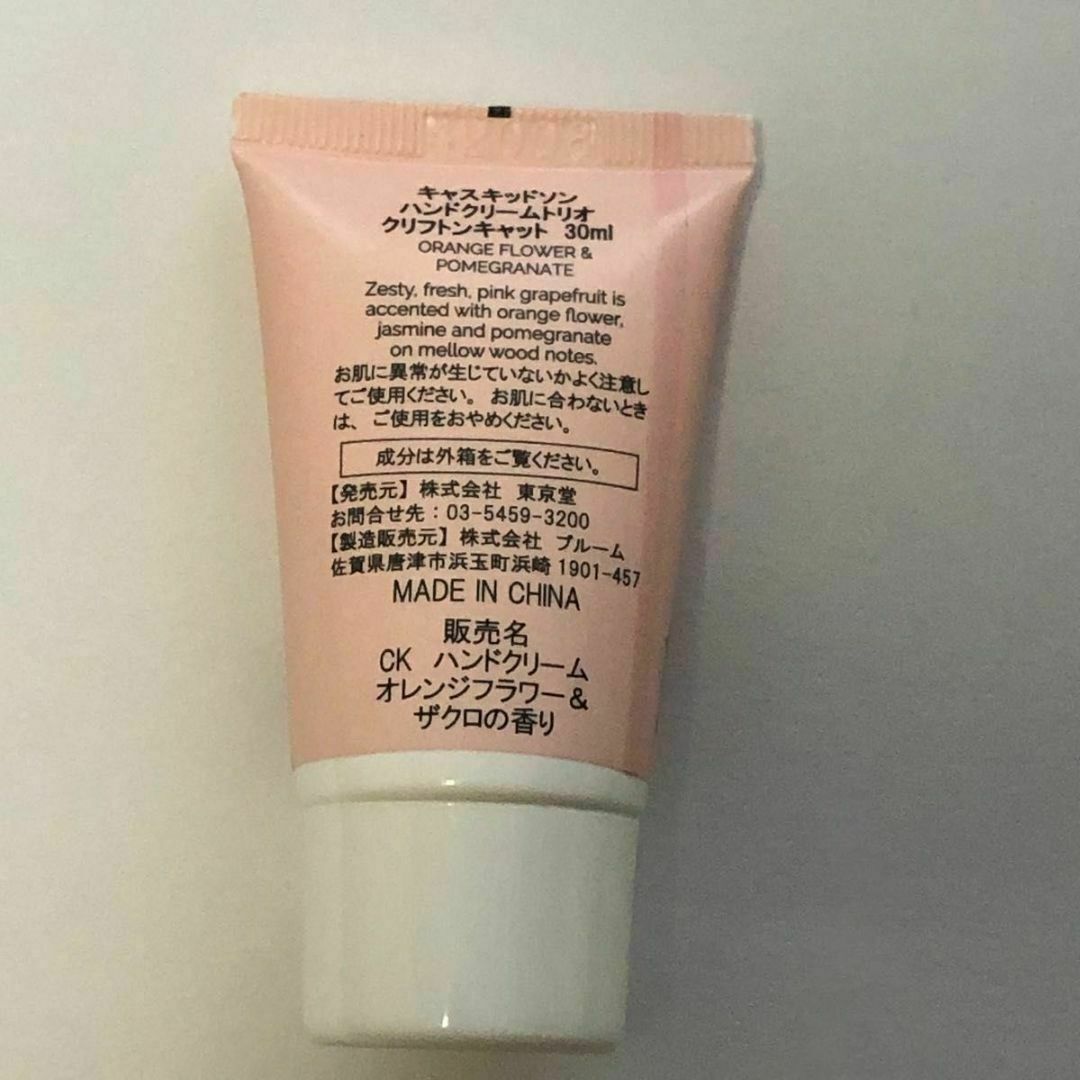 キャスキッドソン
ハンドクリームトリオ
クリフトンキャット 30ml
ORANGE FLOWER &
POMEGRANATE
Zesty, fresh, pink grapefruit is
accented with orange flower,
jasmine and pomegranate
on mellow wood notes.
お肌に異常が生じていないかよく注意し
てご使用ください。 お肌に合わないとき
は、ご使用をおやめください。
成分は外箱をご覧ください。
【発売元】株式会社 東京堂
お問合せ先：03-5459-3200
【製造販売元】株式会社 プルーム
佐賀県唐津市浜玉町浜崎 1901-457
MADE IN CHINA
販売名
CK ハンドクリーム
オレンジフラワー＆
ザクロの香り